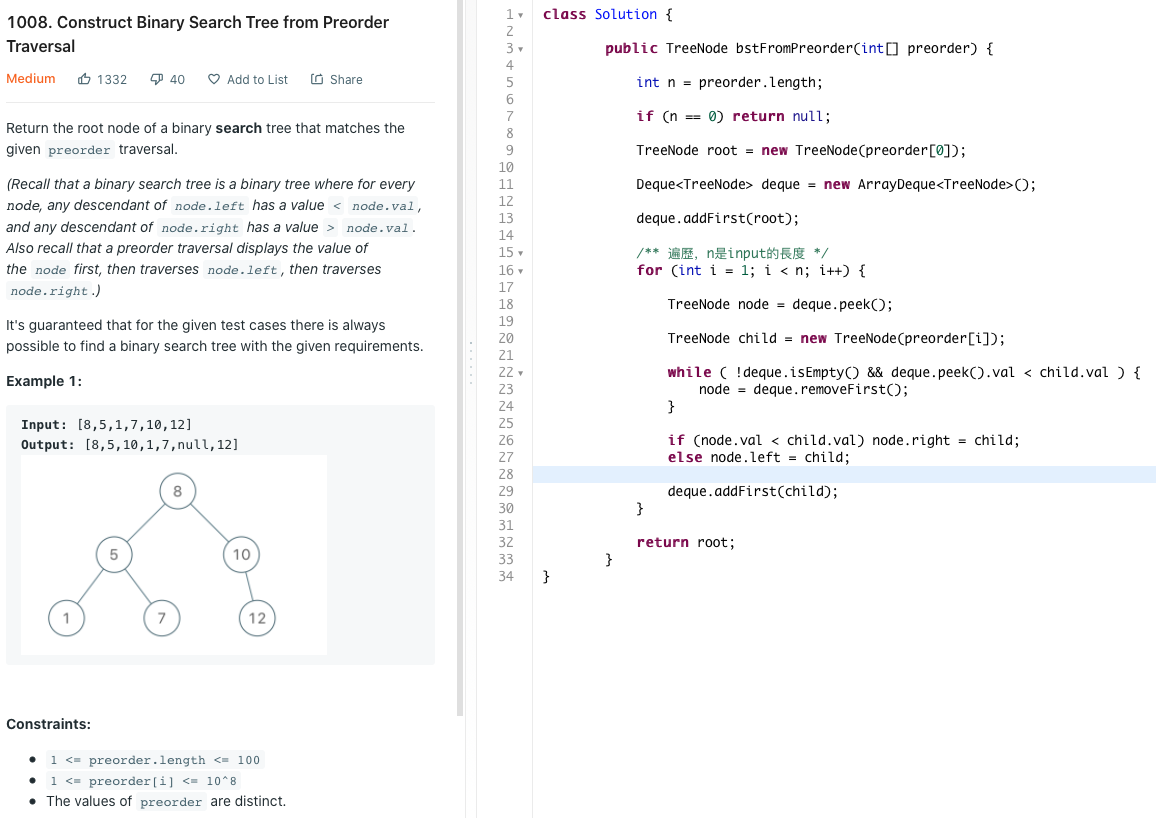 1008. Construct Binary Search Tree from Preorder
Traversal
Medium 1332 40 Add to List Share
Return the root node of a binary search tree that matches the
given preorder traversal.
(Recall that a binary search tree is a binary tree where for every
node, any descendant of node.left has a value < node.val,
and any descendant of node.right has a value > node.val.
Also recall that a preorder traversal displays the value of
the node first, then traverses node.left, then traverses
node.right.)
It's guaranteed that for the given test cases there is always
possible to find a binary search tree with the given requirements.
Example 1:
Input: [8,5,1,7,10,12]
Output: [8,5,10,1,7,null,12]
8
5 10
1 7 12
Constraints:
1 <= preorder.length <= 100
1 <= preorder[i] <= 10^8
The values of preorder are distinct.
1 class Solution {
2
3 public TreeNode bstFromPreorder(int[] preorder) {
4
5 int n = preorder.length;
6
7 if (n == 0) return null;
8
9 TreeNode root = new TreeNode(preorder[0]);
10
11 Deque<TreeNode> deque = new ArrayDeque<TreeNode>();
12
13 deque.addFirst(root);
14
15 /** 遍歷, n是input的長度 */
16 for (int i = 1; i < n; i++) {
17
18 TreeNode node = deque.peek();
19
20 TreeNode child = new TreeNode(preorder[i]);
21
22 while ( !deque.isEmpty() && deque.peek().val < child.val ) {
23 node = deque.removeFirst();
24 }
25
26 if (node.val < child.val) node.right = child;
27 else node.left = child;
28
29 deque.addFirst(child);
30 }
31
32 return root;
33 }
34 }